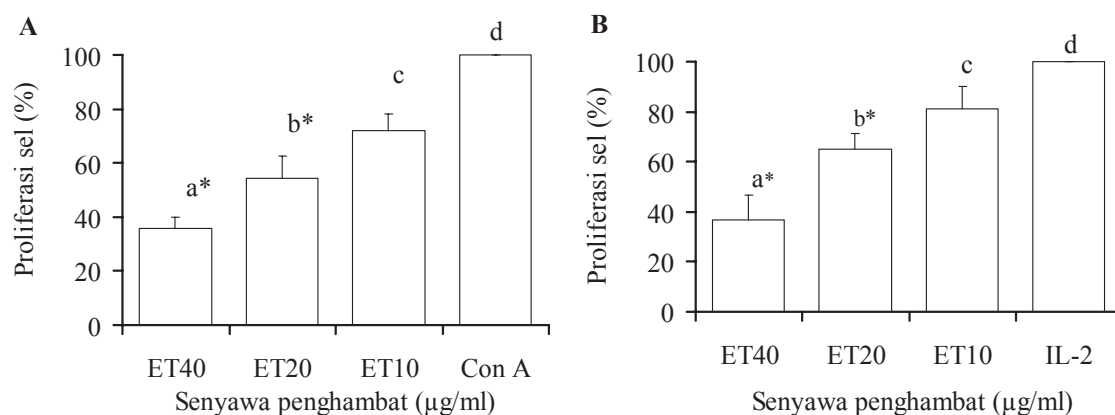 A
Proliferasi sel (%)
100
80
60
40
20
0
a*
b*
c
d
ET40 ET20 ET10 Con A
Senyawa penghambat (µg/ml)
B
Proliferasi sel (%)
100
80
60
40
20
0
a*
b*
c
d
ET40 ET20 ET10 IL-2
Senyawa penghambat (µg/ml)